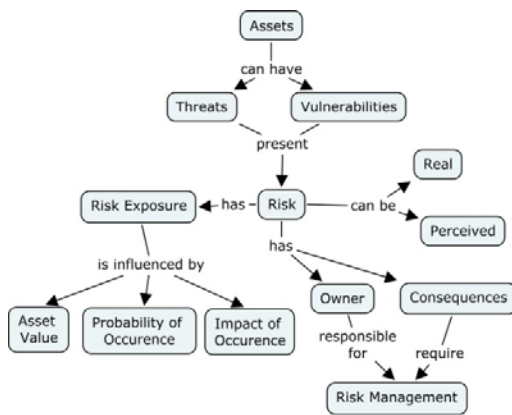 Assets
can have
Threats
Vulnerabilities
present
Real
Risk Exposure
has
Risk
can be
Perceived
has
is influenced by
Owner
Consequences
Asset
Value
Probability of
Occurence
Impact of
Occurence
responsible
for
require
Risk Management